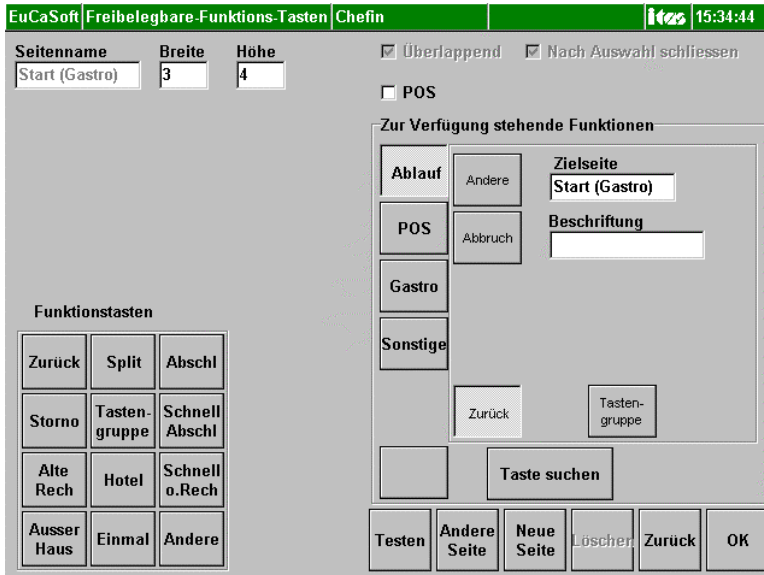 EuCaSoft Freibelegbare-Funktions-Tasten Chefin itas 15:34:44
Seitenname Breite Höhe
Start (Gastro) 3 4
Überlappend Nach Auswahl schliessen
POS
Zur Verfügung stehende Funktionen
Ablauf
POS
Gastro
Sonstige
Andere
Abbruch
Zielseite
Start (Gastro)
Beschriftung
Zurück
Tasten-
gruppe
Taste suchen
Funktionstasten
Zurück Split Abschl
Storno Tasten-
gruppe Schnell
Abschl
Alte
Rech Hotel Schnell
o.Rech
Ausser
Haus Einmal Andere
Testen Andere
Seite Neue
Seite Löschen Zurück OK